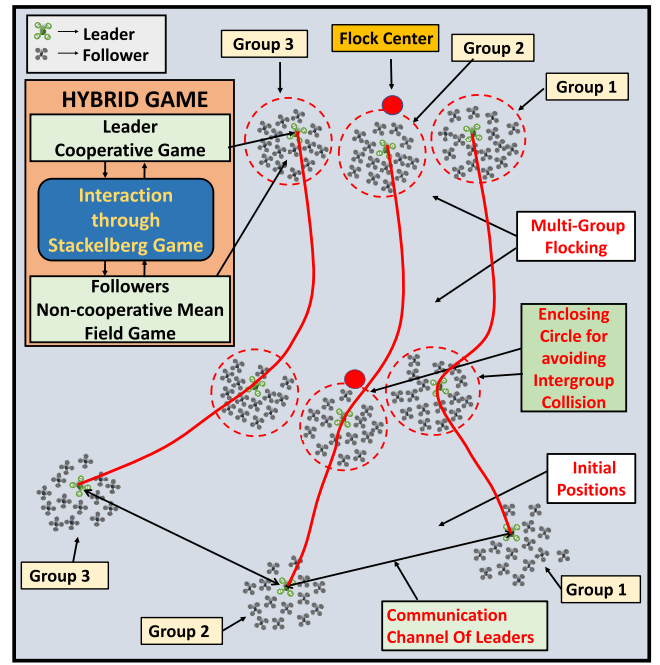 Leader
Follower
Group 3
Flock Center
Group 2
Group 1
HYBRID GAME
Leader
Cooperative Game
Interaction
through
Stackelberg Game
Followers
Non-cooperative Mean
Field Game
Multi-Group
Flocking
Enclosing
Circle for
avoiding
Intergroup
Collision
Initial
Positions
Group 3
Group 2
Communication
Channel Of Leaders
Group 1